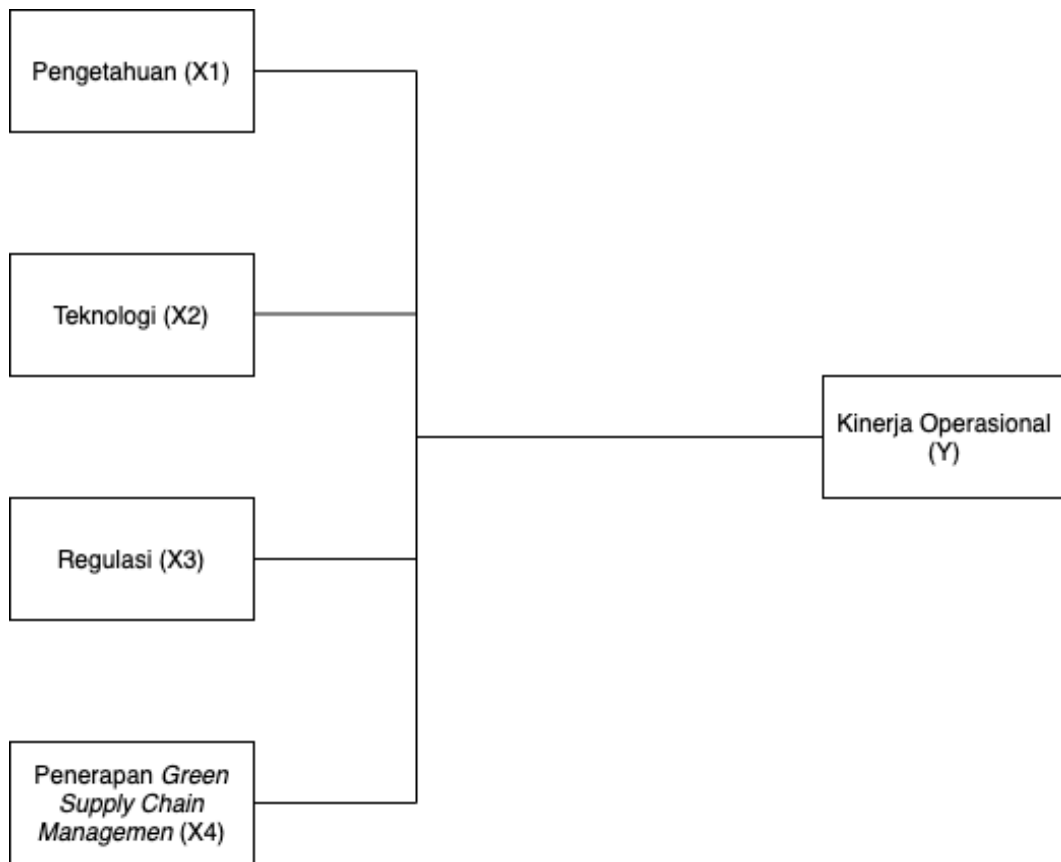 Pengetahuan (X1)
Teknologi (X2)
Regulasi (X3)
Penerapan Green
Supply Chain
Managemen (X4)
Kinerja Operasional
(Y)